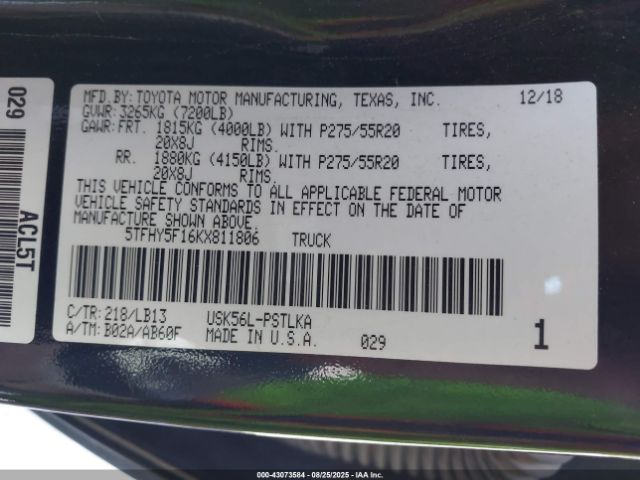 MFD.BY:TOYOTA MOTOR MANUFACTURING, TEXAS, INC. 12/18
GVWR:3265KG (7200LB)
GAWR:FRT. 1815KG (4000LB) WITH P275/55R20 TIRES,
20X8J RIMS.
RR. 1880KG (4150LB) WITH P275/55R20 TIRES,
20X8J RIMS.
THIS VEHICLE CONFORMS TO ALL APPLICABLE FEDERAL MOTOR
VEHICLE SAFETY STANDARDS IN EFFECT ON THE DATE OF
MANUFACTURE SHOWN ABOVE.
5TFHY5F16KX811806 TRUCK
C/TR:218/LB13 USK56L-PSTLKA
A/TM:B02A/AB60F MADE IN U.S.A. 029
1
029
ACL5T
000-43073584 - 08/25/2025 - IAA Inc.